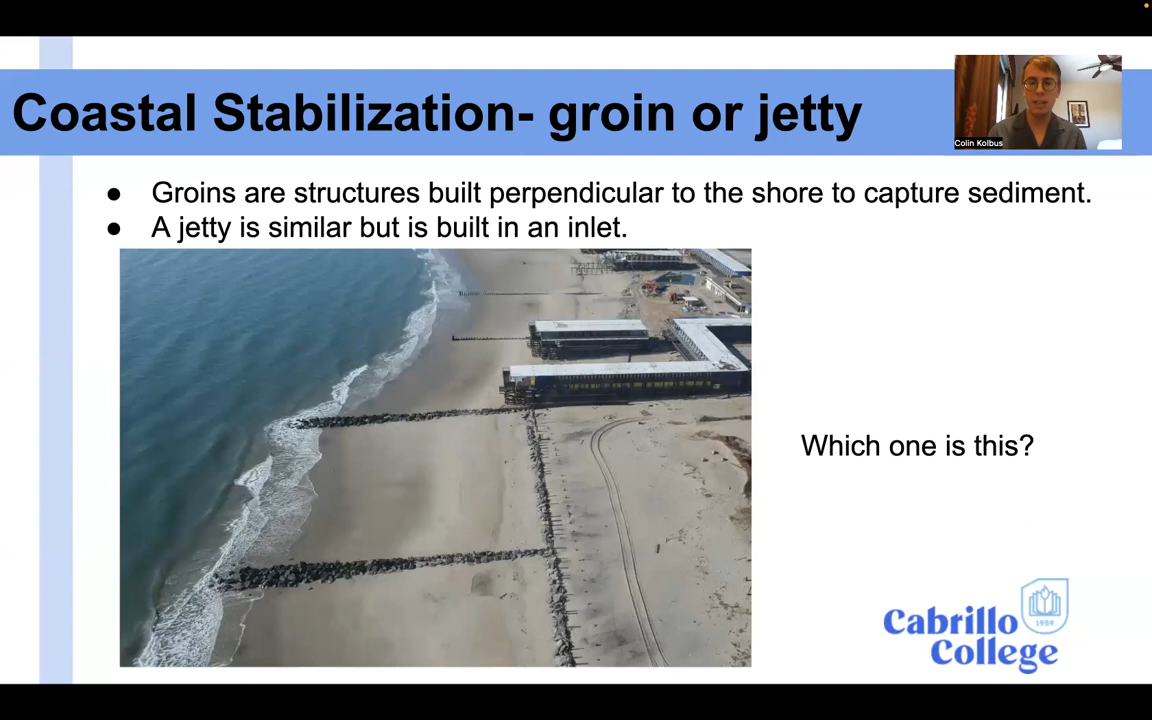 Coastal Stabilization- groin or jetty
Colin Kolbus
● Groins are structures built perpendicular to the shore to capture sediment.
● A jetty is similar but is built in an inlet.
Which one is this?
1959
Cabrillo
College